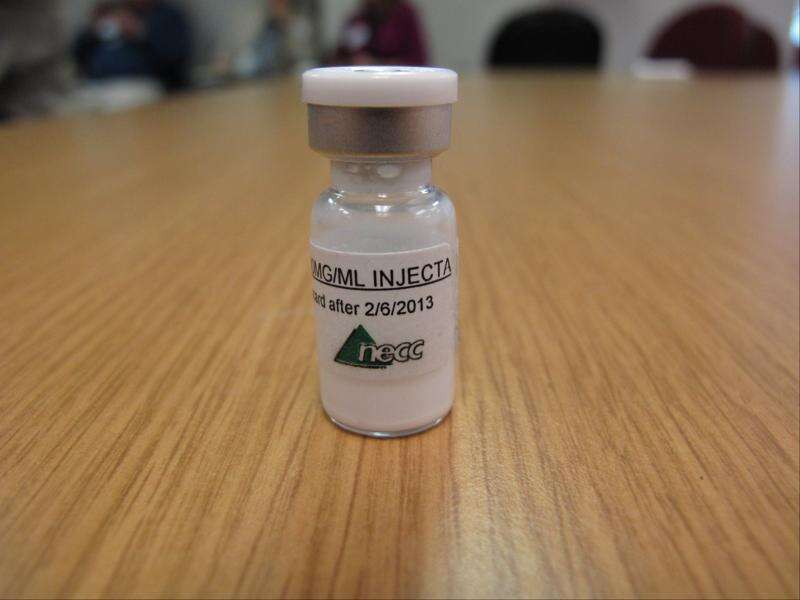 MG/ML INJECTA
ard after 2/6/2013
necc